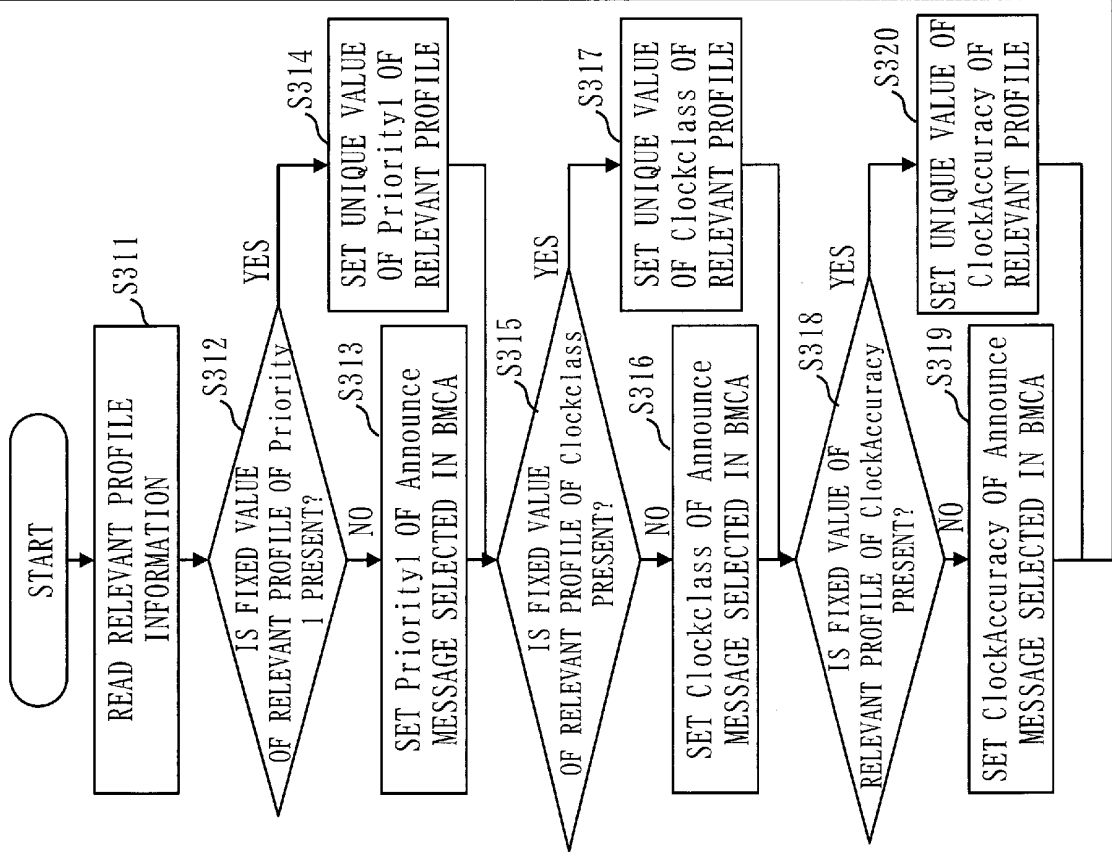 START
S311
READ RELEVANT PROFILE
INFORMATION
S312
IS FIXED VALUE
OF RELEVANT PROFILE OF Priority
1 PRESENT?
YES
NO
S313
SET Priority1 OF Announce
MESSAGE SELECTED IN BMCA
S314
SET UNIQUE VALUE
OF Priority1 OF
RELEVANT PROFILE
S315
IS FIXED VALUE
OF RELEVANT PROFILE OF Clockclass
PRESENT?
YES
NO
S316
SET Clockclass OF Announce
MESSAGE SELECTED IN BMCA
S317
SET UNIQUE VALUE
OF Clockclass OF
RELEVANT PROFILE
S318
IS FIXED VALUE OF
RELEVANT PROFILE OF ClockAccuracy
PRESENT?
YES
NO
S319
SET ClockAccuracy OF Announce
MESSAGE SELECTED IN BMCA
S320
SET UNIQUE VALUE OF
ClockAccuracy OF
RELEVANT PROFILE